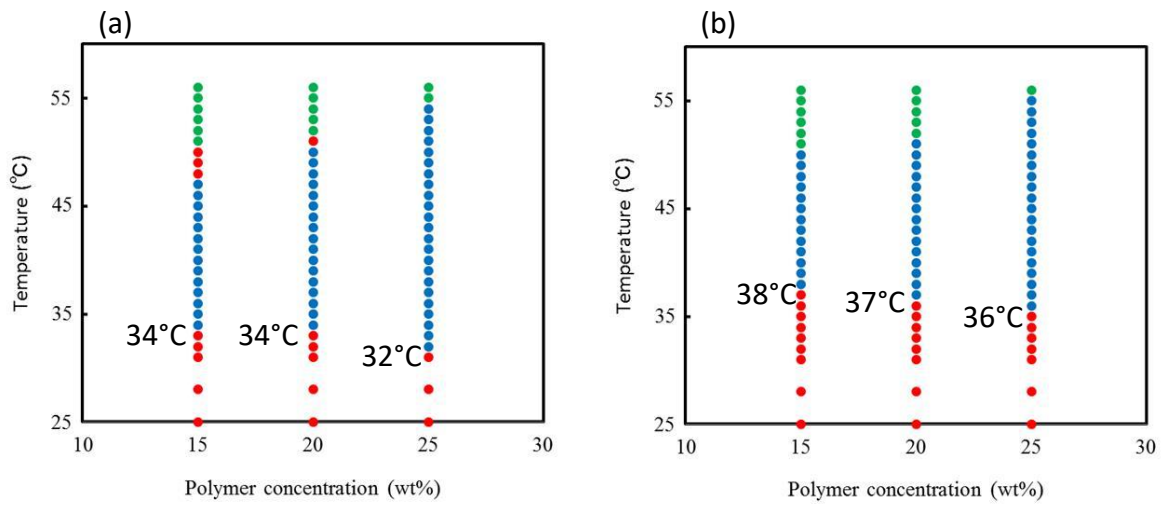 (a)
55
45
35
25
34°C
34°C
32°C
10
15
20
25
30
Temperature (°C)
Polymer concentration (wt%)
(b)
55
45
35
25
38°C
37°C
36°C
10
15
20
25
30
Temperature (°C)
Polymer concentration (wt%)